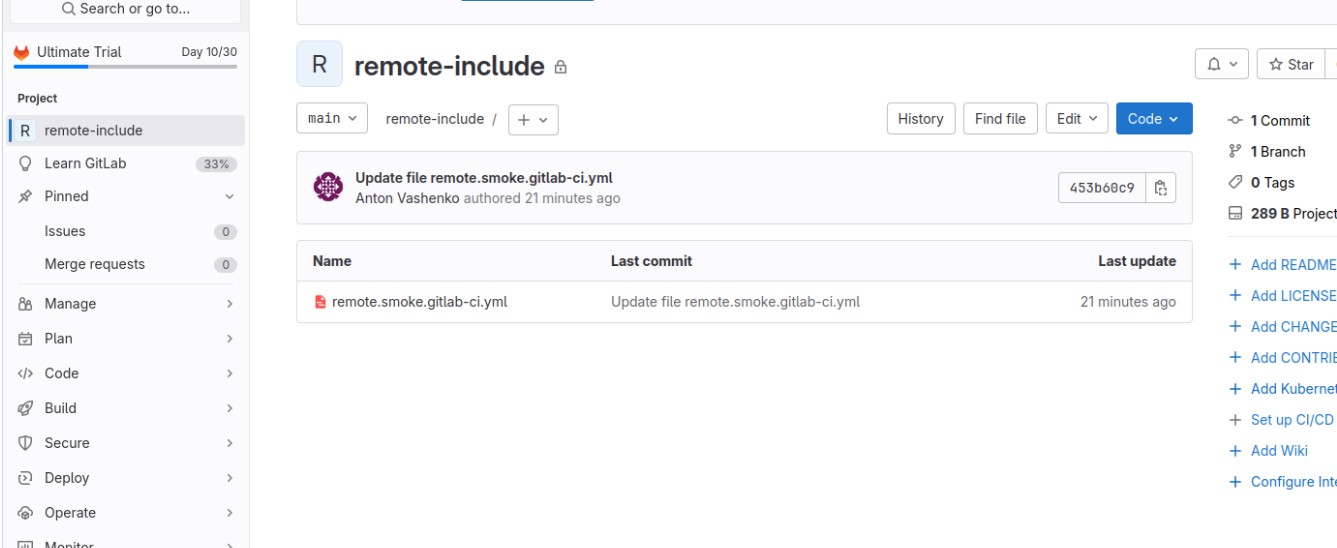 Search or go to...
Ultimate Trial Day 10/30
Project
R remote-include
Learn GitLab 33%
Pinned
Issues 0
Merge requests 0
Manage
Plan
Code
Build
Secure
Deploy
Operate
Monitor
R remote-include
Star
main remote-include / +
History Find file Edit Code
Update file remote.smoke.gitlab-ci.yml
Anton Vashenko authored 21 minutes ago
453b60c9
Name Last commit Last update
remote.smoke.gitlab-ci.yml Update file remote.smoke.gitlab-ci.yml 21 minutes ago
1 Commit
1 Branch
0 Tags
289 B Project
+ Add README
+ Add LICENSE
+ Add CHANGE
+ Add CONTRIB
+ Add Kubernet
+ Set up CI/CD
+ Add Wiki
+ Configure Inte